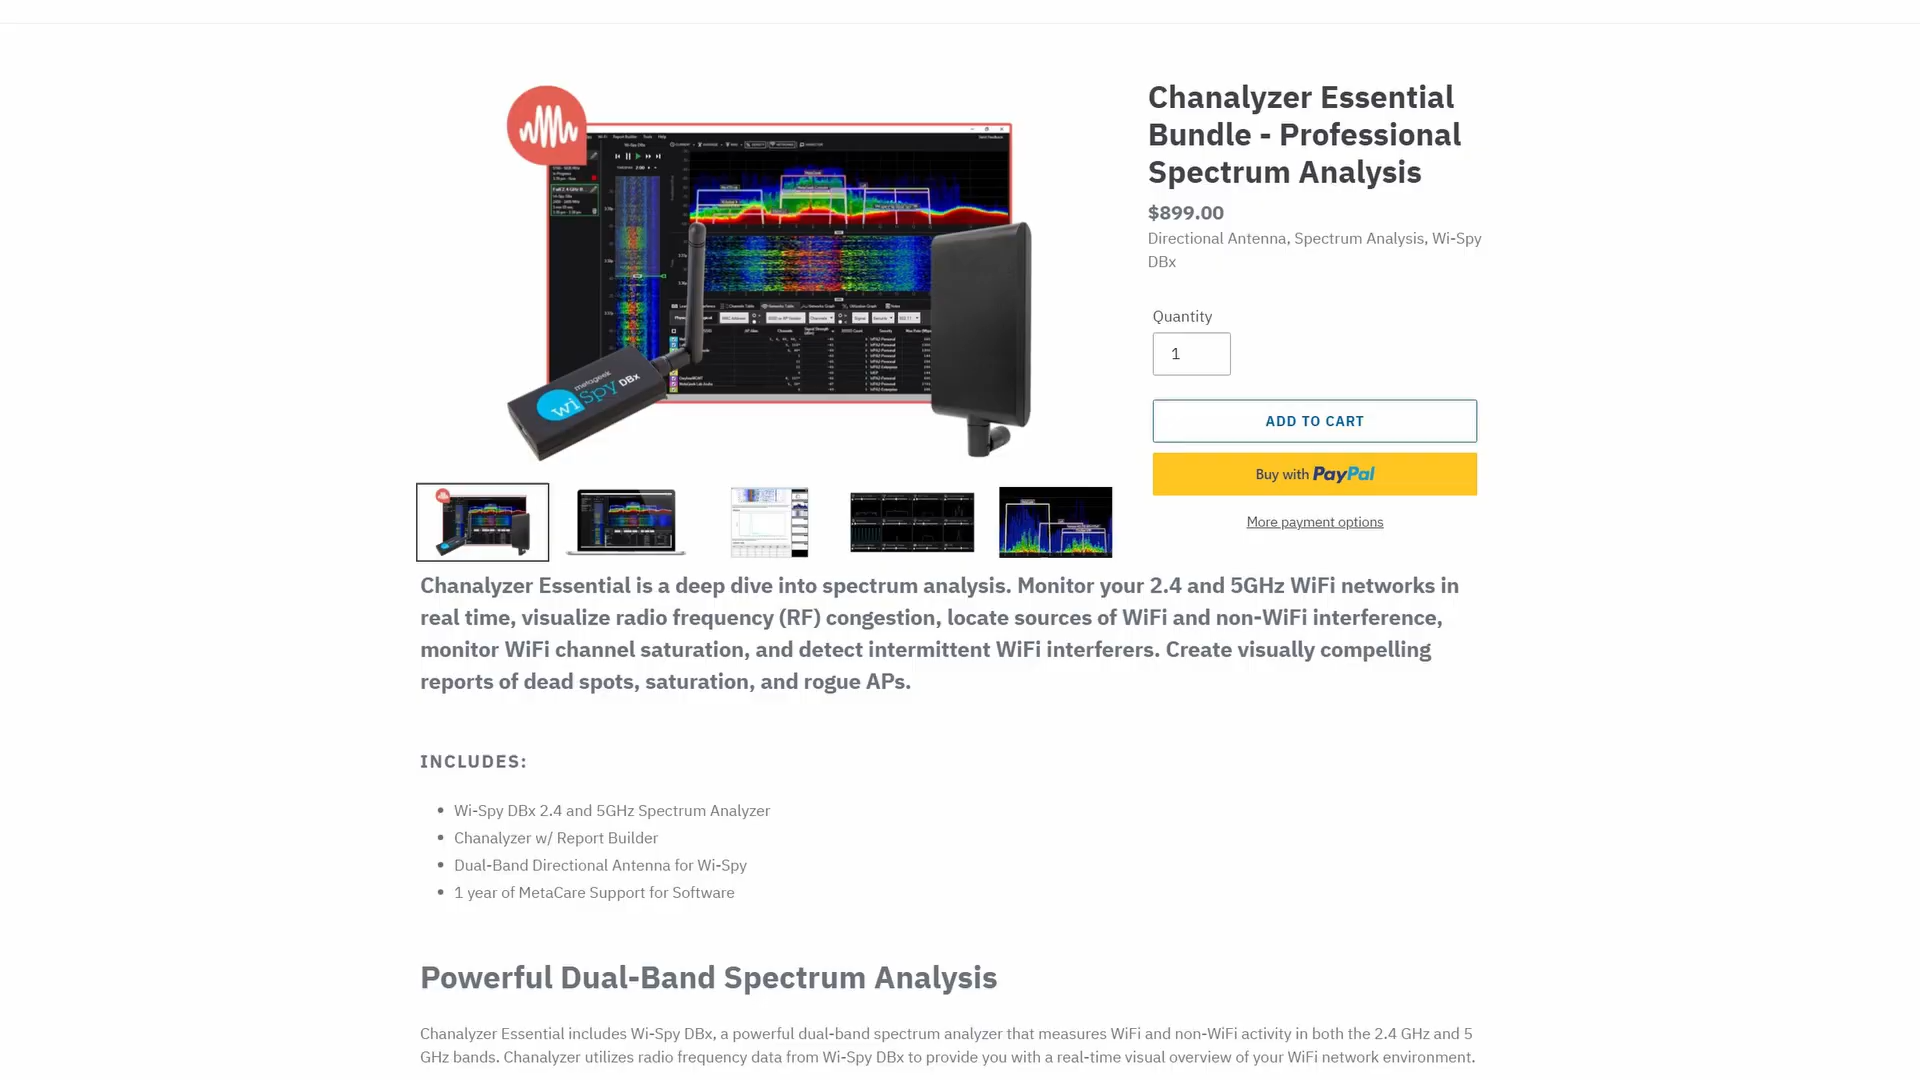 Chanalyzer Essential
Bundle - Professional
Spectrum Analysis
$899.00
Directional Antenna, Spectrum Analysis, Wi-Spy
DBx
Quantity
1
ADD TO CART
Buy with PayPal
More payment options
metageek
wi spy DBx
Chanalyzer Essential is a deep dive into spectrum analysis. Monitor your 2.4 and 5GHz WiFi networks in
real time, visualize radio frequency (RF) congestion, locate sources of WiFi and non-WiFi interference,
monitor WiFi channel saturation, and detect intermittent WiFi interferers. Create visually compelling
reports of dead spots, saturation, and rogue APs.
INCLUDES:
Wi-Spy DBx 2.4 and 5GHz Spectrum Analyzer
Chanalyzer w/ Report Builder
Dual-Band Directional Antenna for Wi-Spy
1 year of MetaCare Support for Software
Powerful Dual-Band Spectrum Analysis
Chanalyzer Essential includes Wi-Spy DBx, a powerful dual-band spectrum analyzer that measures WiFi and non-WiFi activity in both the 2.4 GHz and 5
GHz bands. Chanalyzer utilizes radio frequency data from Wi-Spy DBx to provide you with a real-time visual overview of your WiFi network environment.